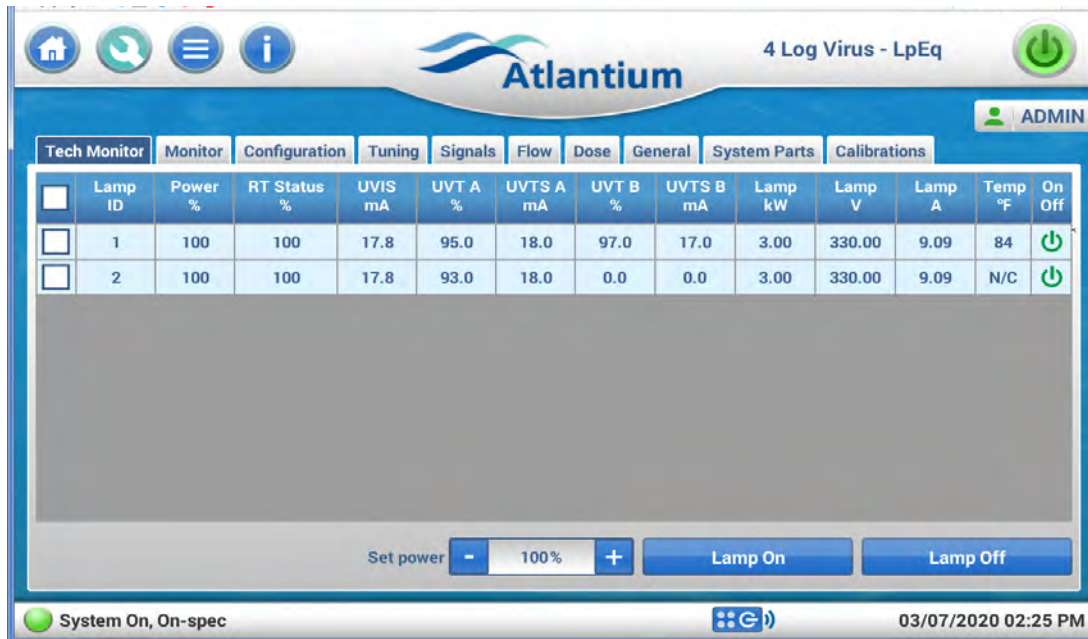 Atlantium
4 Log Virus - LpEq
ADMIN
Tech Monitor Monitor Configuration Tuning Signals Flow Dose General System Parts Calibrations
Lamp ID Power % RT Status % UVIS mA UVT A % UVTS A mA UVT B % UVTS B mA Lamp kW Lamp V Lamp A Temp °F On Off
1 100 100 17.8 95.0 18.0 97.0 17.0 3.00 330.00 9.09 84
2 100 100 17.8 93.0 18.0 0.0 0.0 3.00 330.00 9.09 N/C
Set power - 100% + Lamp On Lamp Off
System On, On-spec 03/07/2020 02:25 PM